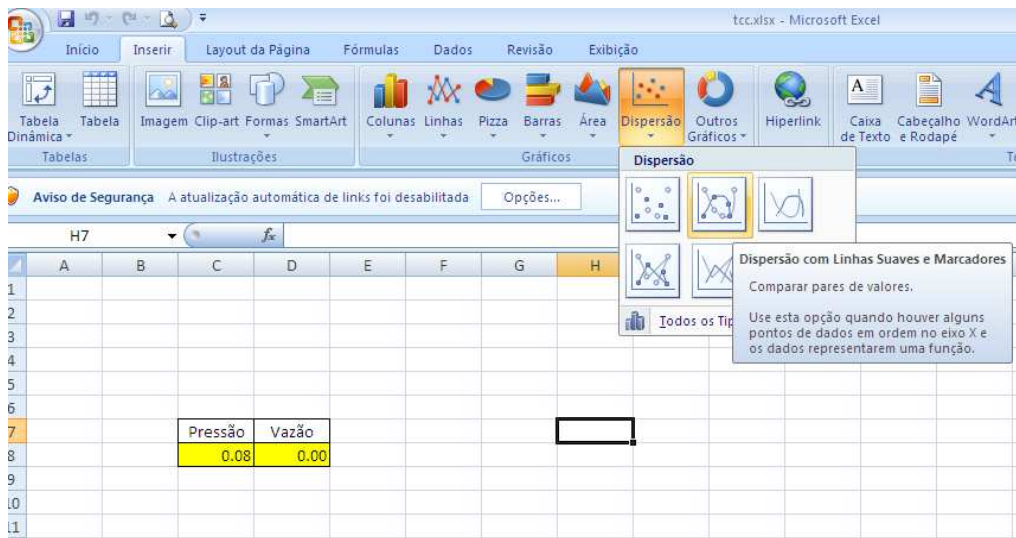 tcc.xlsx - Microsoft Excel
Início Inserir Layout da Página Fórmulas Dados Revisão Exibição
Tabela Dinâmica Tabela Imagem Clip-art Formas SmartArt Colunas Linhas Pizza Barras Área Dispersão Outros Gráficos Hiperlink Caixa de Texto Cabeçalho e Rodapé WordArt
Tabelas Ilustrações Gráficos
Dispersão
Aviso de Segurança A atualização automática de links foi desabilitada Opções...
H7 fx
A B C D E F G H
Dispersão com Linhas Suaves e Marcadores
Comparar pares de valores.
Use esta opção quando houver alguns
pontos de dados em ordem no eixo X e
os dados representarem uma função.
Todos os Tip
1
2
3
4
5
6
7 Pressão Vazão
8 0.08 0.00
9
10
11